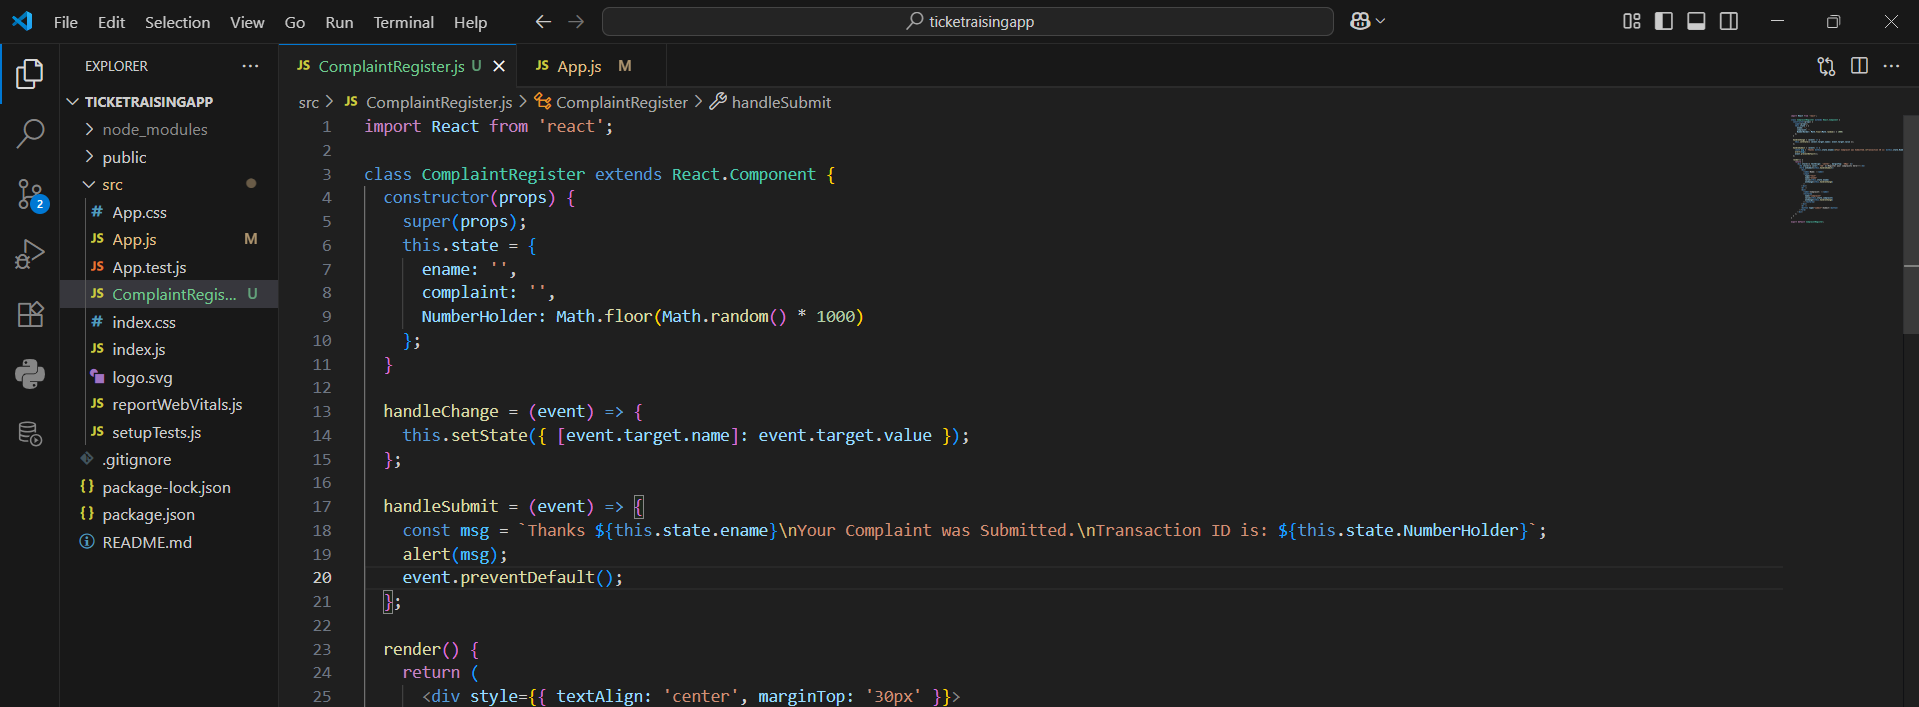 File Edit Selection View Go Run Terminal Help
ticketraisingapp
EXPLORER
TICKETRAISINGAPP
node_modules
public
src
# App.css
JS App.js M
JS App.test.js
JS ComplaintRegis... U
# index.css
JS index.js
logo.svg
JS reportWebVitals.js
JS setupTests.js
.gitignore
{} package-lock.json
{} package.json
README.md
2
JS ComplaintRegister.js U
JS App.js M
src > JS ComplaintRegister.js > ComplaintRegister > handleSubmit
1 import React from 'react';
2
3 class ComplaintRegister extends React.Component {
4 constructor(props) {
5 super(props);
6 this.state = {
7 ename: '',
8 complaint: '',
9 NumberHolder: Math.floor(Math.random() * 1000)
10 };
11 }
12
13 handleChange = (event) => {
14 this.setState({ [event.target.name]: event.target.value });
15 };
16
17 handleSubmit = (event) => {
18 const msg = `Thanks ${this.state.ename}\nYour Complaint was Submitted.\nTransaction ID is: ${this.state.NumberHolder}`;
19 alert(msg);
20 event.preventDefault();
21 };
22
23 render() {
24 return (
25 <div style={{ textAlign: 'center', marginTop: '30px' }}>